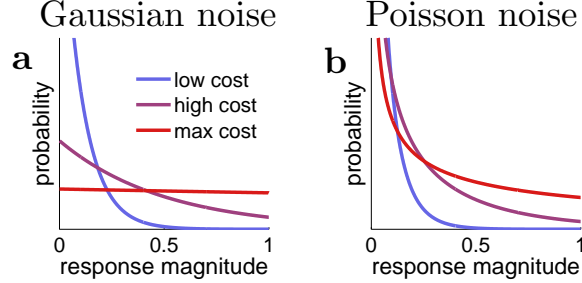 Gaussian noise
Poisson noise
a
b
low cost
high cost
max cost
probability
probability
0 0.5 1
0 0.5 1
response magnitude
response magnitude